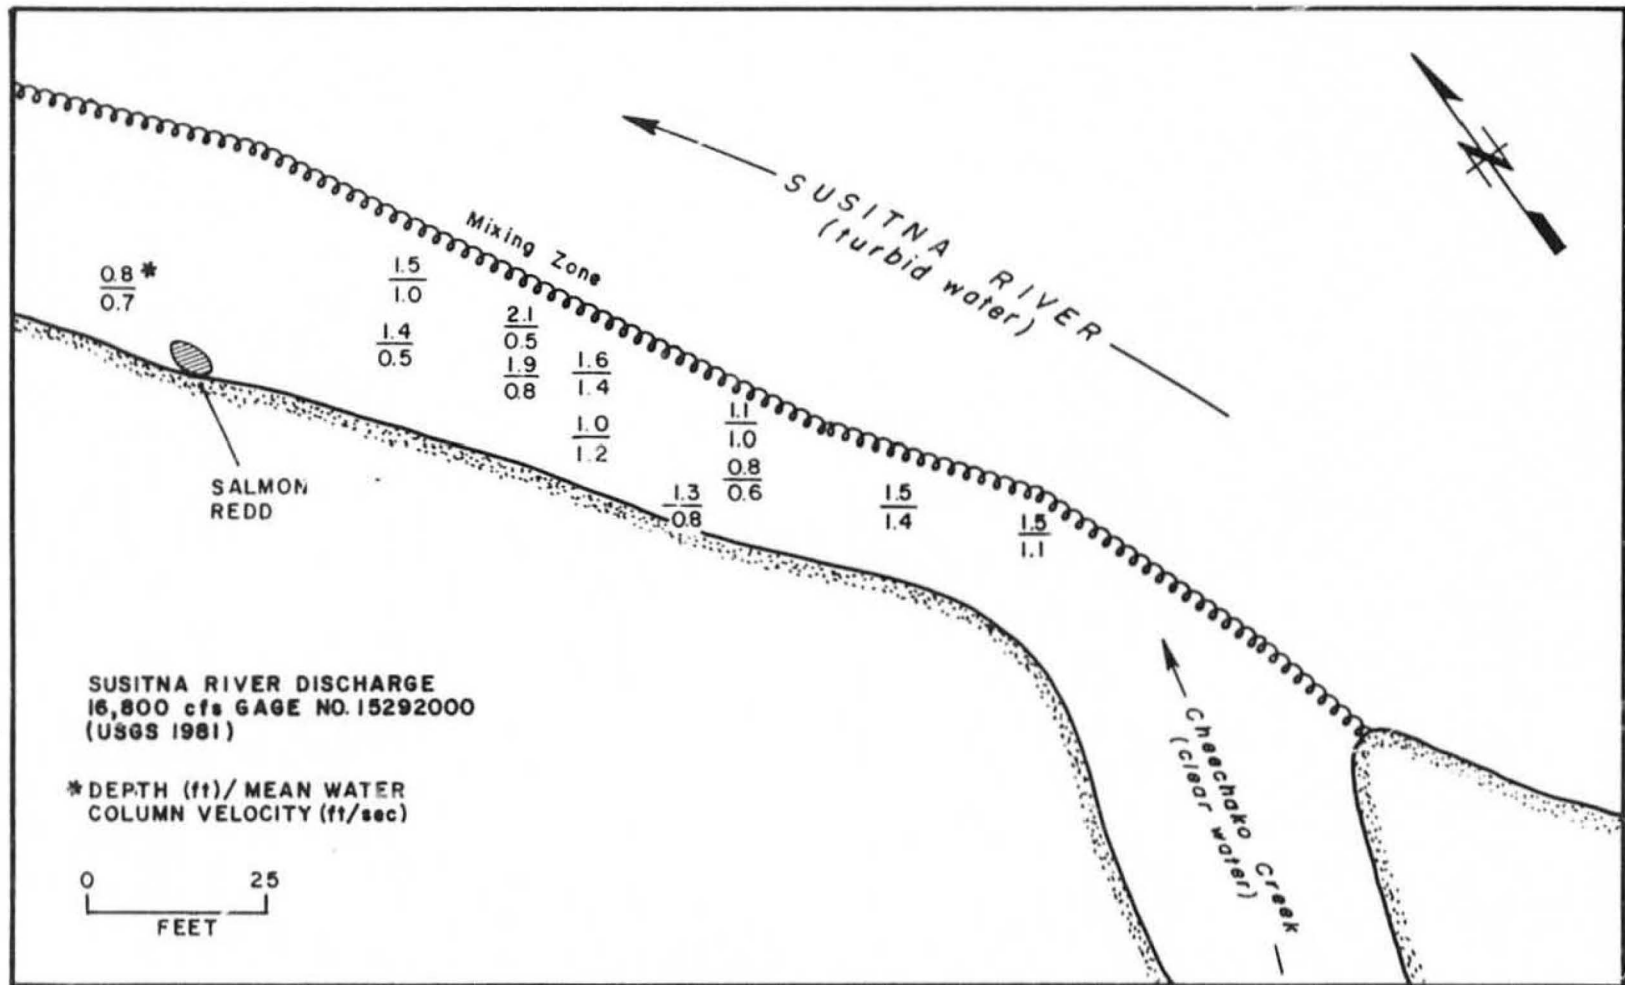 SUSITNA RIVER
(turbid water)
Mixing Zone
0.8*
0.7
1.5
1.0
1.4
0.5
2.1
0.5
1.9
0.8
1.6
1.4
1.0
1.2
1.1
1.0
0.8
0.6
1.3
0.8
1.5
1.4
1.5
1.1
SALMON
REDD
Cheechako Creek
(clear water)
SUSITNA RIVER DISCHARGE
16,800 cfs GAGE NO. 15292000
(USGS 1981)
* DEPTH (ft)/ MEAN WATER
COLUMN VELOCITY (ft/sec)
0 25
FEET